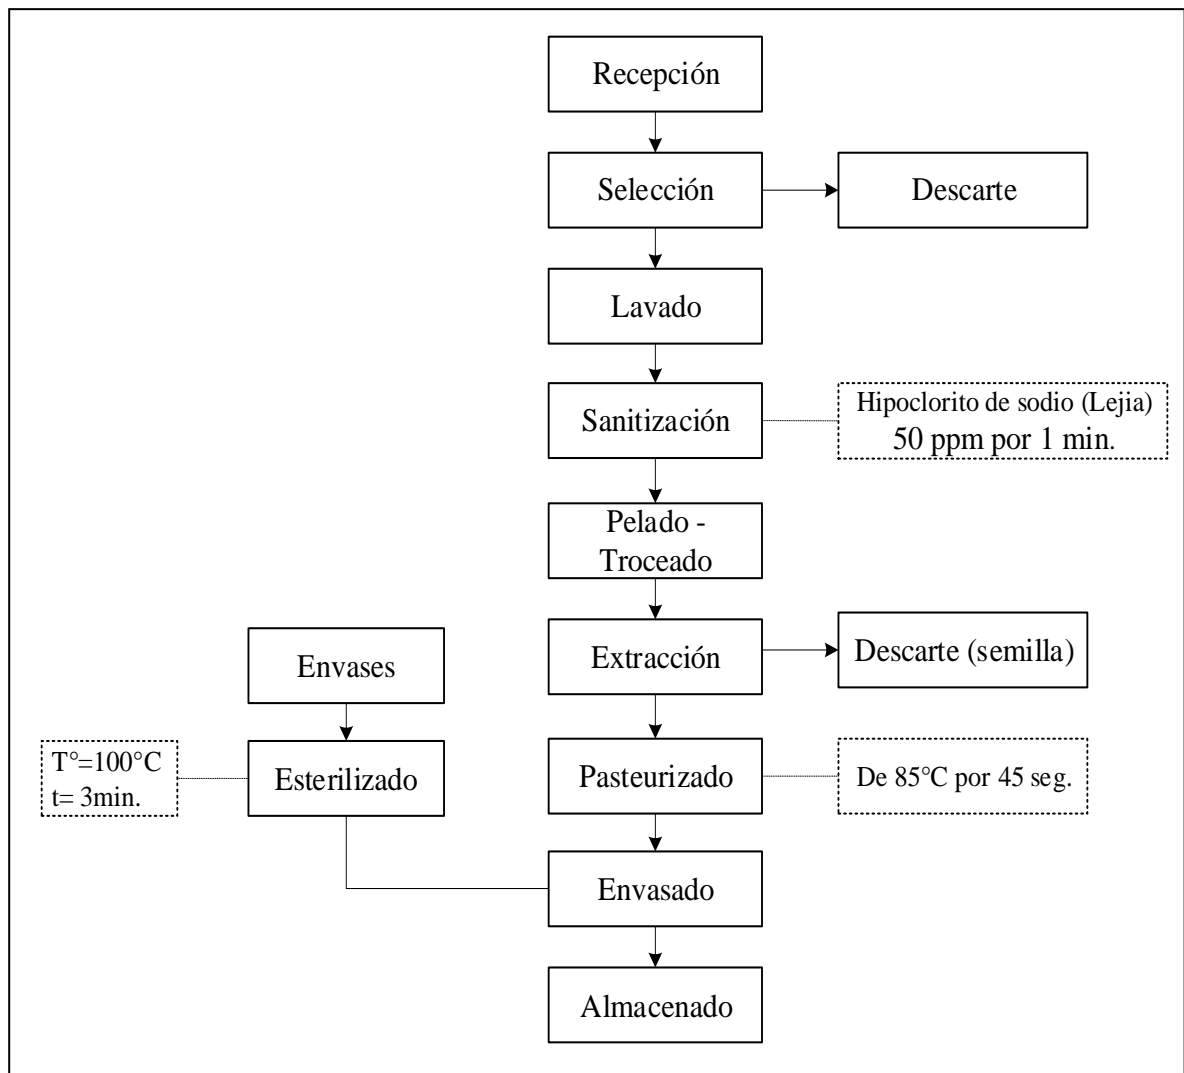 Recepción
Selección
Descarte
Lavado
Sanitización
Hipoclorito de sodio (Lejia)
50 ppm por 1 min.
Pelado -
Troceado
Extracción
Descarte (semilla)
Envases
T°=100°C
t= 3min.
Esterilizado
Pasteurizado
De 85°C por 45 seg.
Envasado
Almacenado